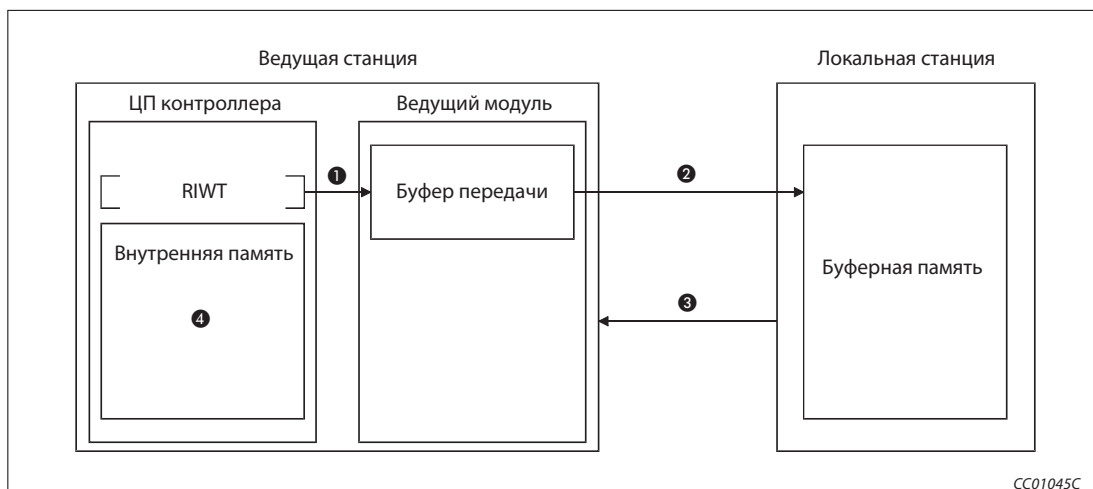 Ведущая станция
Локальная станция
ЦП контроллера
Ведущий модуль
RIWT
❶
Буфер передачи
❷
Внутренняя память
Буферная память
❸
❹
CC01045C